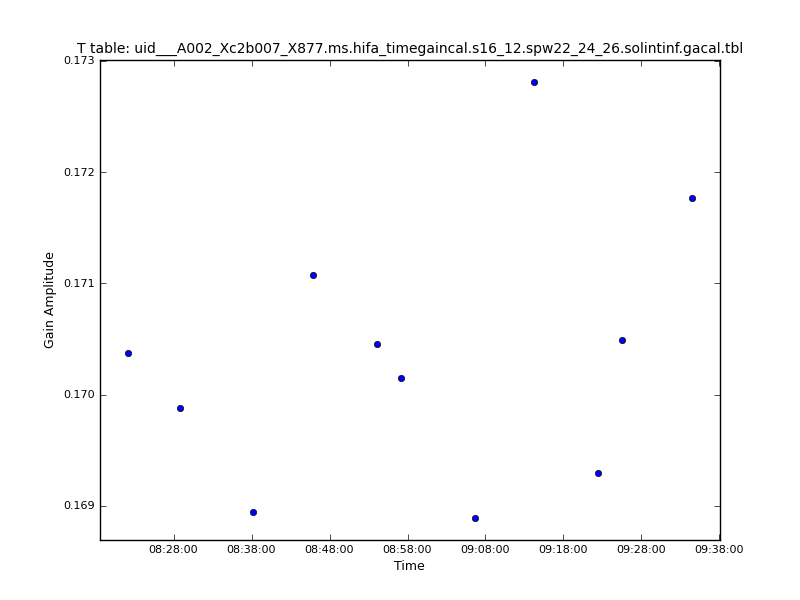 T table: uid___A002_Xc2b007_X877.ms.hifa_timegaincal.s16_12.spw22_24_26.solintinf.gacal.tbl
0.173
0.172
0.171
0.170
0.169
Gain Amplitude
08:28:00 08:38:00 08:48:00 08:58:00 09:08:00 09:18:00 09:28:00 09:38:00
Time